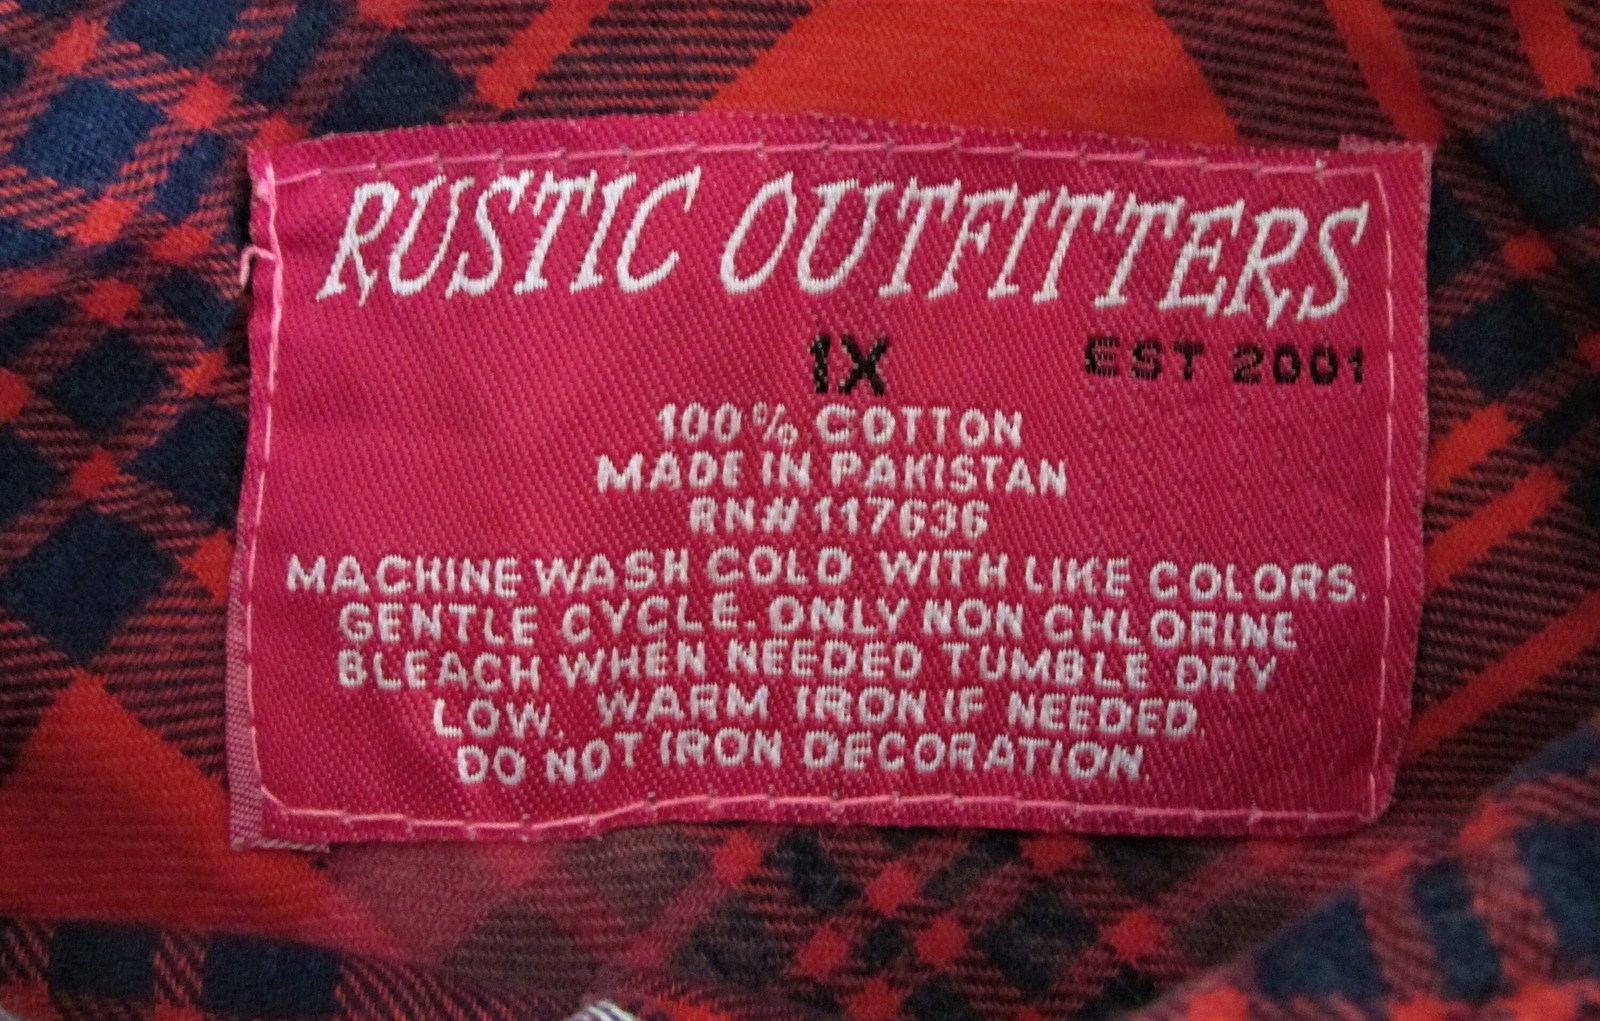 RUSTIC OUTFITTERS
1X EST 2001
100% COTTON
MADE IN PAKISTAN
RN# 117636
MACHINE WASH COLD WITH LIKE COLORS.
GENTLE CYCLE. ONLY NON CHLORINE
BLEACH WHEN NEEDED TUMBLE DRY
LOW. WARM IRON IF NEEDED.
DO NOT IRON DECORATION.